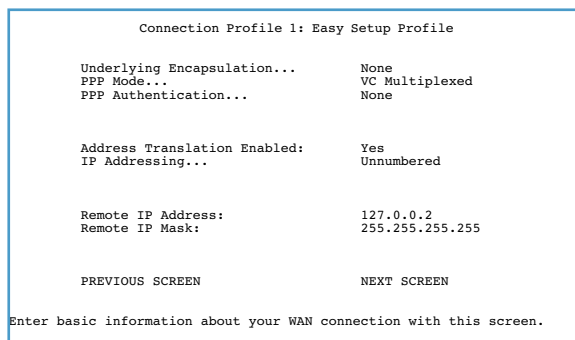 Connection Profile 1: Easy Setup Profile
Underlying Encapsulation... None
PPP Mode... VC Multiplexed
PPP Authentication... None
Address Translation Enabled: Yes
IP Addressing... Unnumbered
Remote IP Address: 127.0.0.2
Remote IP Mask: 255.255.255.255
PREVIOUS SCREEN NEXT SCREEN
Enter basic information about your WAN connection with this screen.